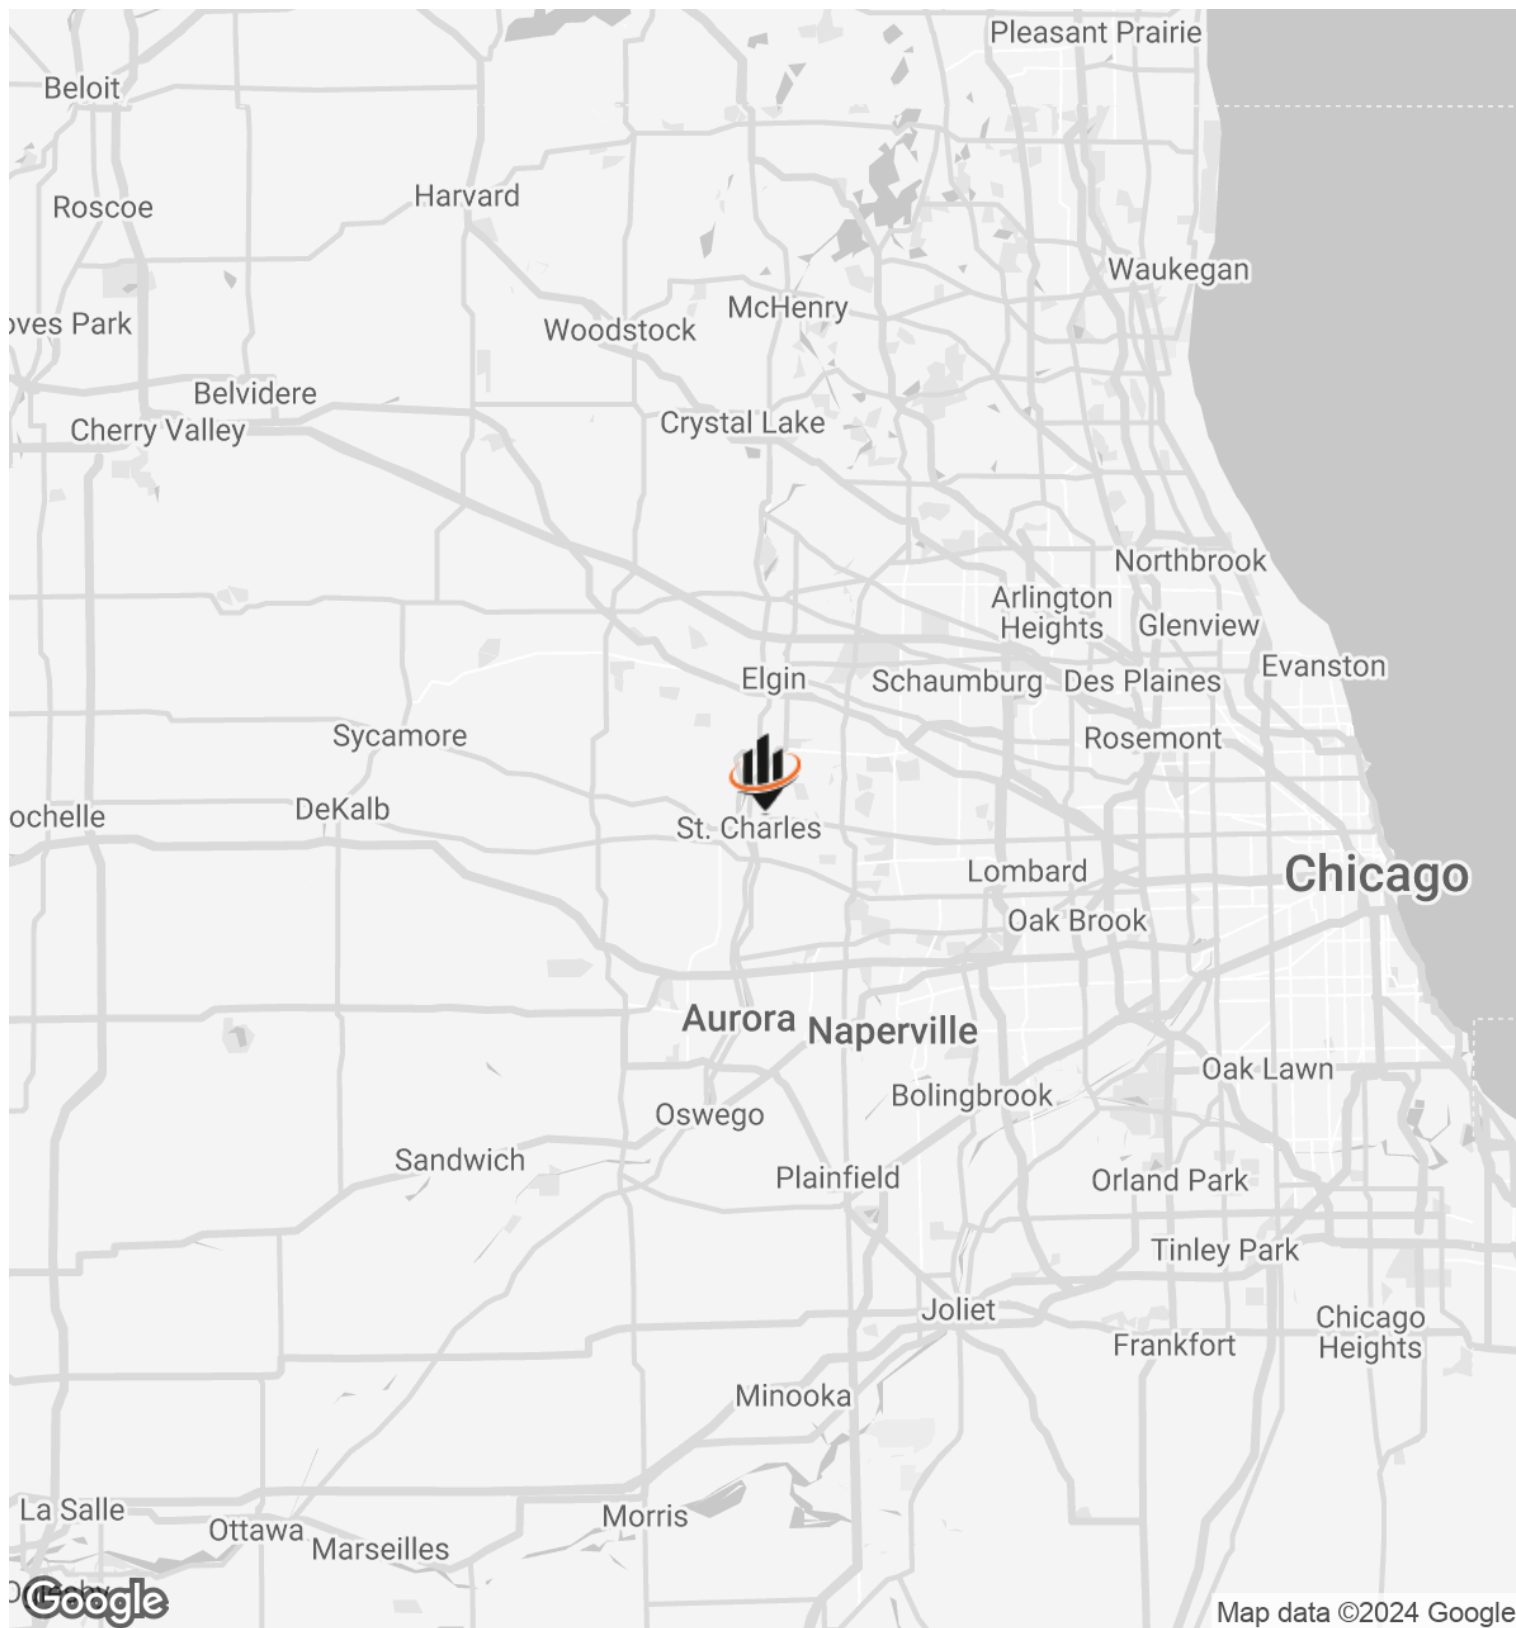 Pleasant Prairie
Beloit
Harvard
Roscoe
Waukegan
McHenry
oves Park
Woodstock
Belvidere
Crystal Lake
Cherry Valley
Northbrook
Arlington
Heights
Glenview
Evanston
Elgin
Schaumburg
Des Plaines
Sycamore
Rosemont
DeKalb
ochelle
St. Charles
Lombard
Chicago
Oak Brook
Aurora
Naperville
Oak Lawn
Bolingbrook
Oswego
Sandwich
Plainfield
Orland Park
Tinley Park
Joliet
Chicago
Heights
Frankfort
Minooka
La Salle
Morris
Ottawa
Marseilles
Google
Map data ©2024 Google